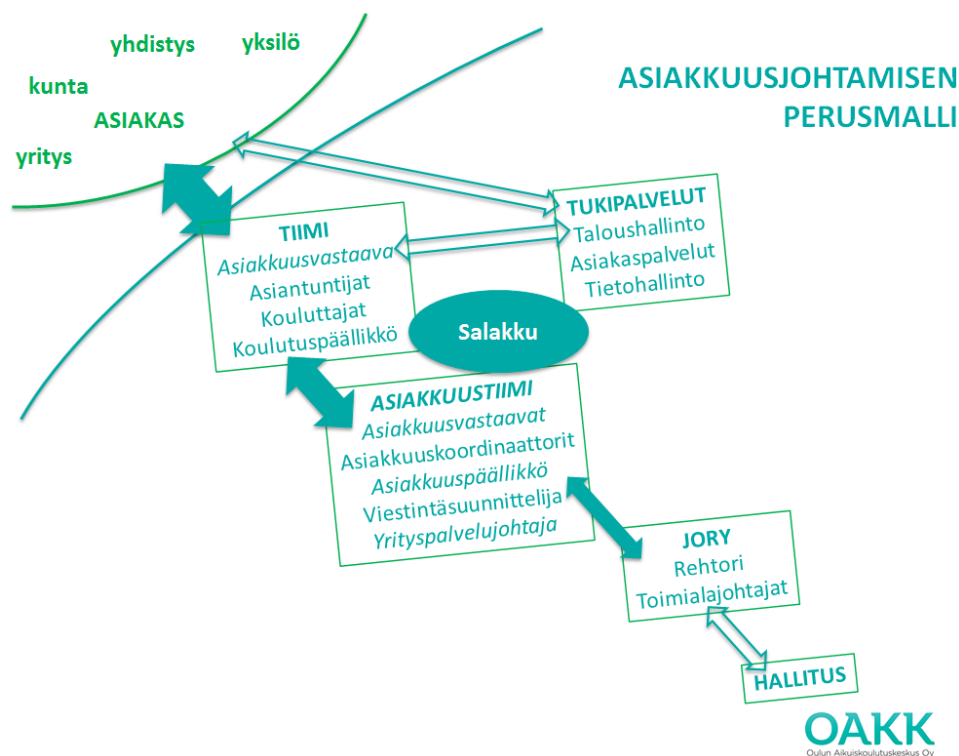 yhdistys
yksilö
kunta
ASIAKAS
yritys
ASIAKKUUSJOHTAMISEN
PERUSMALLI
TIIMI
Asiakkuusvastaava
Asiantuntijat
Kouluttajat
Koulutuspäällikkö
TUKIPALVELUT
Taloushallinto
Asiakaspalvelut
Tietohallinto
Salakku
ASIAKKUUSTIIMI
Asiakkuusvastaavat
Asiakkuuskoordinaattorit
Asiakkuuspäällikkö
Viestintäsuunnittelija
Yrityspalvelujohtaja
JORY
Rehtori
Toimialajohtajat
HALLITUS
OAKK
Oulun Aikuiskoulutuskeskus Oy